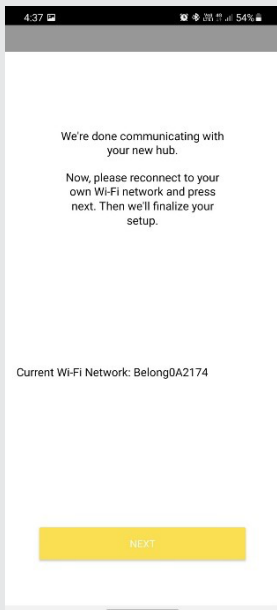 4:37
54%
We're done communicating with
your new hub.
Now, please reconnect to your
own Wi-Fi network and press
next. Then we'll finalize your
setup.
Current Wi-Fi Network: Belong0A2174
NEXT